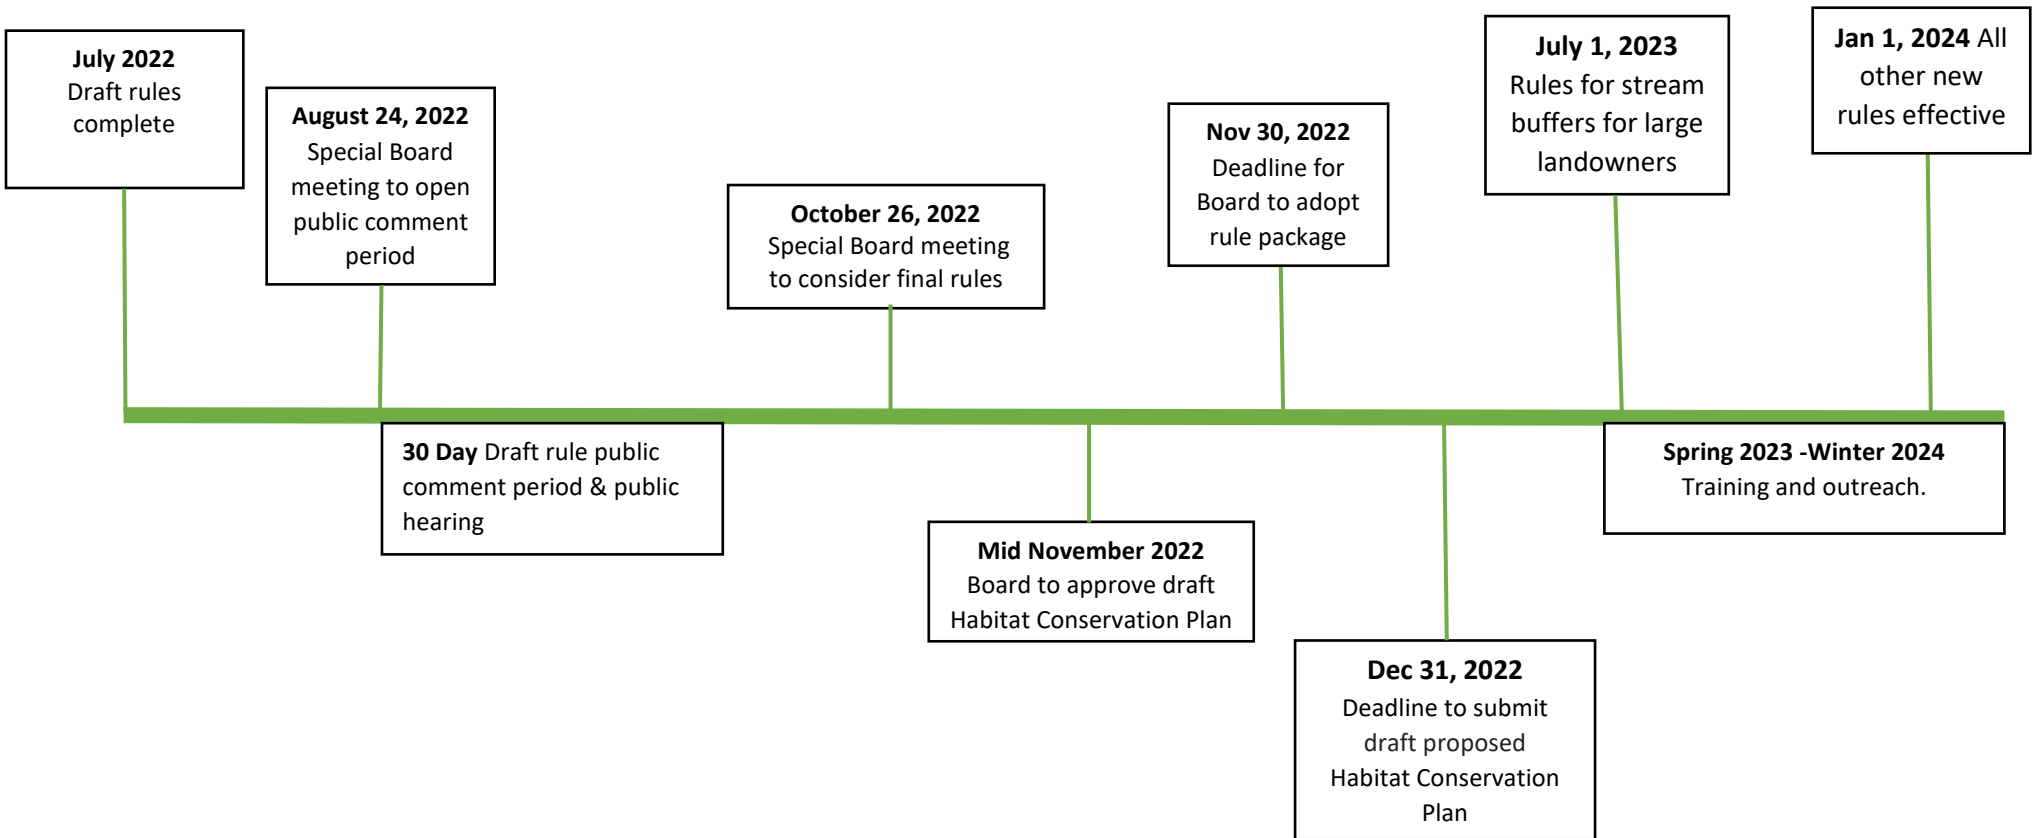 July 2022
Draft rules
complete
August 24, 2022
Special Board
meeting to open
public comment
period
30 Day Draft rule public
comment period & public
hearing
October 26, 2022
Special Board meeting
to consider final rules
Mid November 2022
Board to approve draft
Habitat Conservation Plan
Nov 30, 2022
Deadline for
Board to adopt
rule package
Dec 31, 2022
Deadline to submit
draft proposed
Habitat Conservation
Plan
July 1, 2023
Rules for stream
buffers for large
landowners
Spring 2023 -Winter 2024
Training and outreach.
Jan 1, 2024 All
other new
rules effective